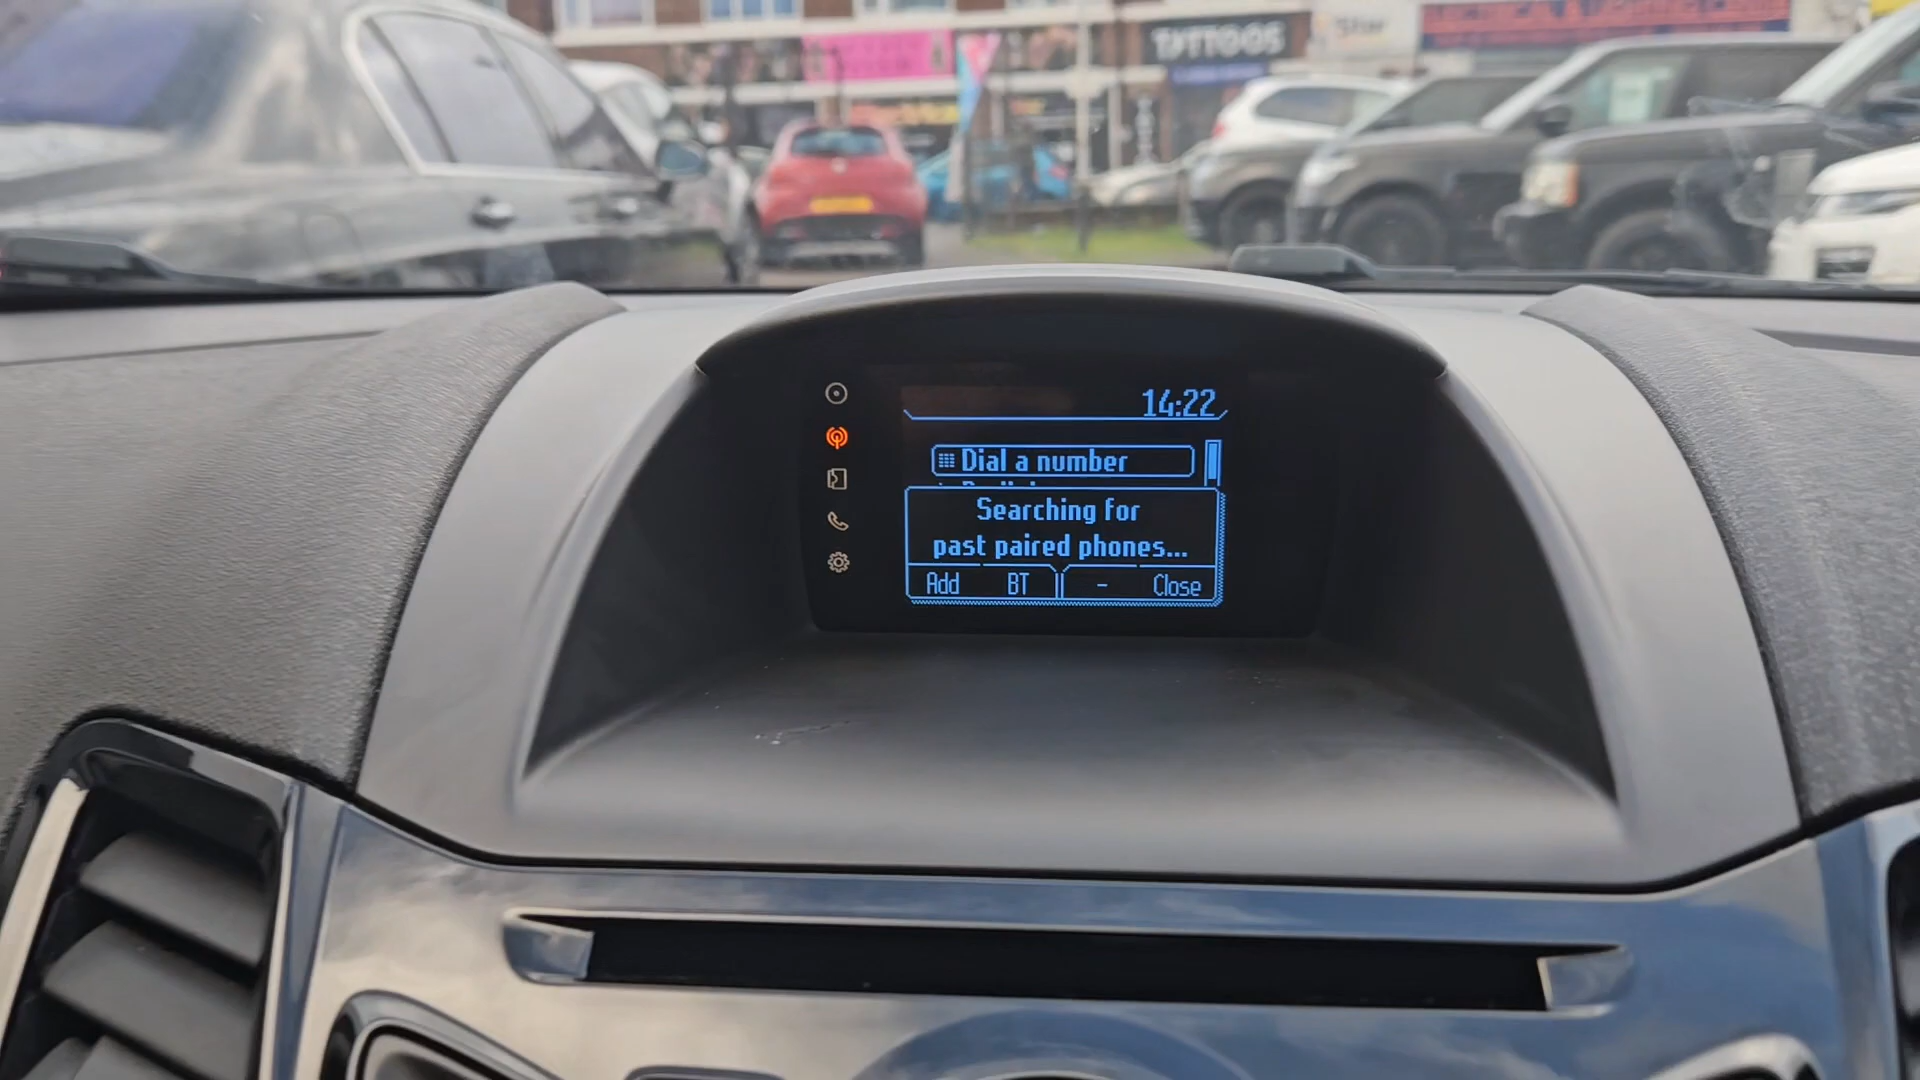 TATTOOS
14:22
Dial a number
Searching for
past paired phones...
Add BT - Close